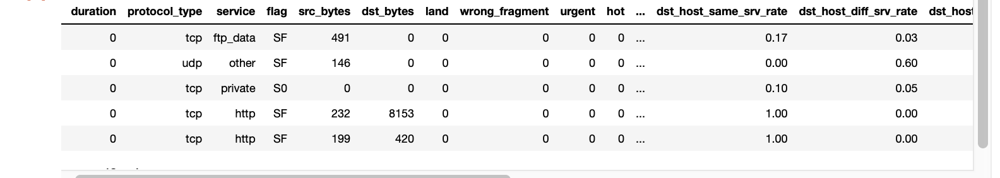 duration protocol_type service flag src_bytes dst_bytes land wrong_fragment urgent hot ... dst_host_same_srv_rate dst_host_diff_srv_rate dst_host
0 tcp ftp_data SF 491 0 0 0 0 0 ... 0.17 0.03
0 udp other SF 146 0 0 0 0 0 ... 0.00 0.60
0 tcp private S0 0 0 0 0 0 0 ... 0.10 0.05
0 tcp http SF 232 8153 0 0 0 0 ... 1.00 0.00
0 tcp http SF 199 420 0 0 0 0 ... 1.00 0.00